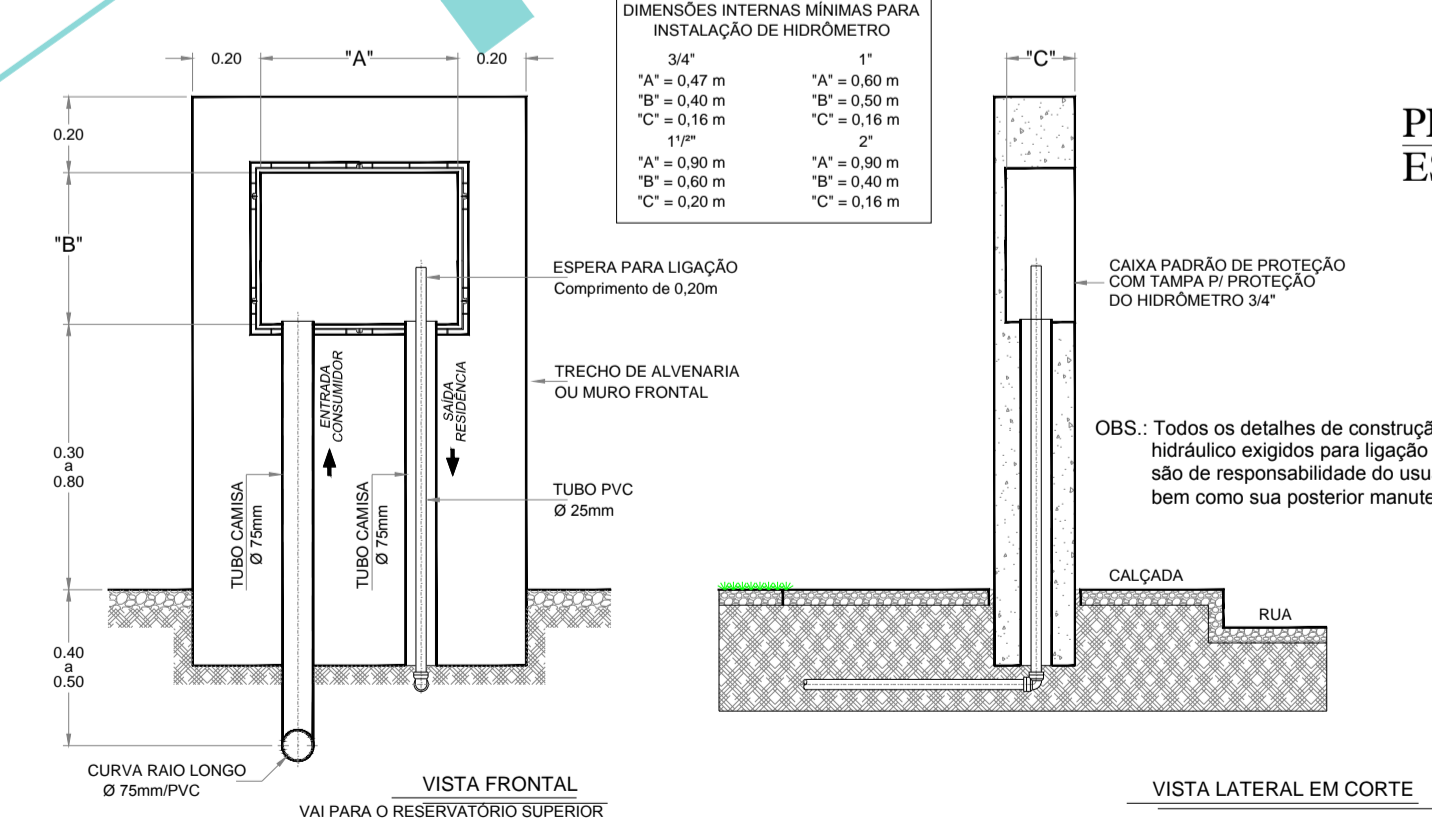 DIMENSÕES INTERNAS MÍNIMAS PARA
INSTALAÇÃO DE HIDRÔMETRO
3/4" 1"
"A" = 0,47 m "A" = 0,60 m
"B" = 0,40 m "B" = 0,50 m
"C" = 0,16 m "C" = 0,16 m
1¹/²" 2"
"A" = 0,90 m "A" = 0,90 m
"B" = 0,60 m "B" = 0,40 m
"C" = 0,20 m "C" = 0,16 m
0.20 "A" 0.20
0.20
"B"
0.30
a
0.80
0.40
a
0.50
ESPERA PARA LIGAÇÃO
Comprimento de 0,20m
TRECHO DE ALVENARIA
OU MURO FRONTAL
ENTRADA
CONSUMIDOR
SAÍDA
RESIDÊNCIA
TUBO CAMISA
Ø 75mm
TUBO CAMISA
Ø 75mm
TUBO PVC
Ø 25mm
CURVA RAIO LONGO
Ø 75mm/PVC
VISTA FRONTAL
VAI PARA O RESERVATÓRIO SUPERIOR
"C"
CAIXA PADRÃO DE PROTEÇÃO
COM TAMPA P/ PROTEÇÃO
DO HIDRÔMETRO 3/4"
OBS.: Todos os detalhes de construçã
hidráulico exigidos para ligação
são de responsabilidade do usu
bem como sua posterior manute
CALÇADA
RUA
VISTA LATERAL EM CORTE